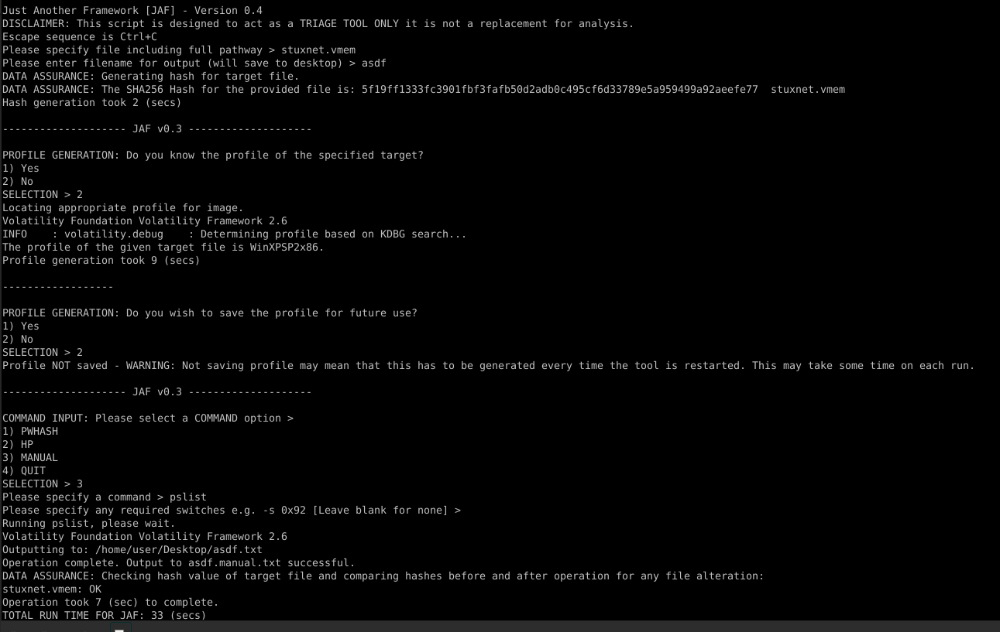 Just Another Framework [JAF] - Version 0.4
DISCLAIMER: This script is designed to act as a TRIAGE TOOL ONLY it is not a replacement for analysis.
Escape sequence is Ctrl+C
Please specify file including full pathway > stuxnet.vmem
Please enter filename for output (will save to desktop) > asdf
DATA ASSURANCE: Generating hash for target file.
DATA ASSURANCE: The SHA256 Hash for the provided file is: 5f19ff1333fc3901fbf3fafb50d2adb0c495cf6d33789e5a959499a92aeefe77  stuxnet.vmem
Hash generation took 2 (secs)
-------------------- JAF v0.3 --------------------
PROFILE GENERATION: Do you know the profile of the specified target?
1) Yes
2) No
SELECTION > 2
Locating appropriate profile for image.
Volatility Foundation Volatility Framework 2.6
INFO    : volatility.debug    : Determining profile based on KDBG search...
The profile of the given target file is WinXPSP2x86.
Profile generation took 9 (secs)
------------------
PROFILE GENERATION: Do you wish to save the profile for future use?
1) Yes
2) No
SELECTION > 2
Profile NOT saved - WARNING: Not saving profile may mean that this has to be generated every time the tool is restarted. This may take some time on each run.
-------------------- JAF v0.3 --------------------
COMMAND INPUT: Please select a COMMAND option >
1) PWHASH
2) HP
3) MANUAL
4) QUIT
SELECTION > 3
Please specify a command > pslist
Please specify any required switches e.g. -s 0x92 [Leave blank for none] >
Running pslist, please wait.
Volatility Foundation Volatility Framework 2.6
Outputting to: /home/user/Desktop/asdf.txt
Operation complete. Output to asdf.manual.txt successful.
DATA ASSURANCE: Checking hash value of target file and comparing hashes before and after operation for any file alteration:
stuxnet.vmem: OK
Operation took 7 (sec) to complete.
TOTAL RUN TIME FOR JAF: 33 (secs)